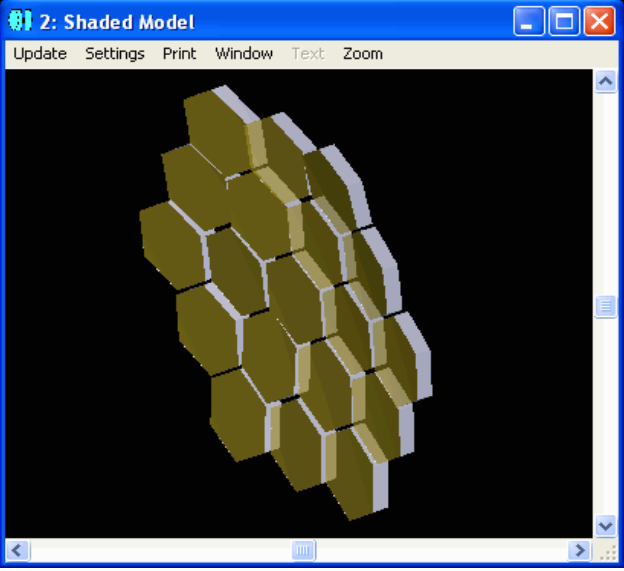 2: Shaded Model
Update Settings Print Window Text Zoom